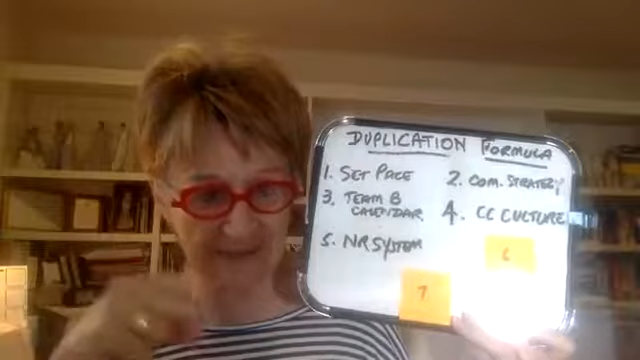 DUPLICATION FORMULA
1. SET PACE
2. COM. STRATEGY
3. TEAM B
CALENDAR
4. CC CULTURE
5. NR SYSTEM
6
7